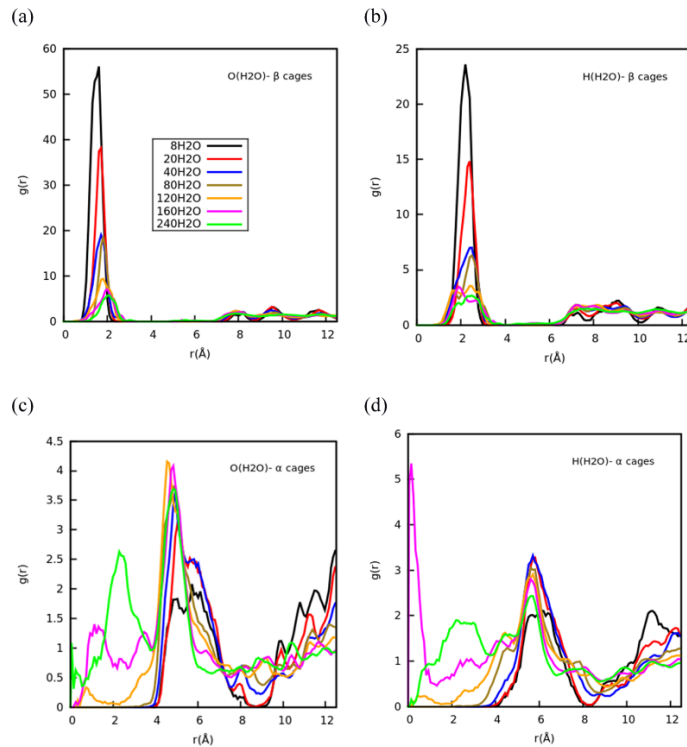 (a)
(b)
60
50
40
30
20
10
0
g(r)
O(H2O)- β cages
8H2O
20H2O
40H2O
80H2O
120H2O
160H2O
240H2O
0 2 4 6 8 10 12
r(Å)
25
20
15
10
5
0
g(r)
H(H2O)- β cages
0 2 4 6 8 10 12
r(Å)
(c)
(d)
4.5
4
3.5
3
2.5
2
1.5
1
0.5
0
g(r)
O(H2O)- α cages
0 2 4 6 8 10 12
r(Å)
6
5
4
3
2
1
0
g(r)
H(H2O)- α cages
0 2 4 6 8 10 12
r(Å)